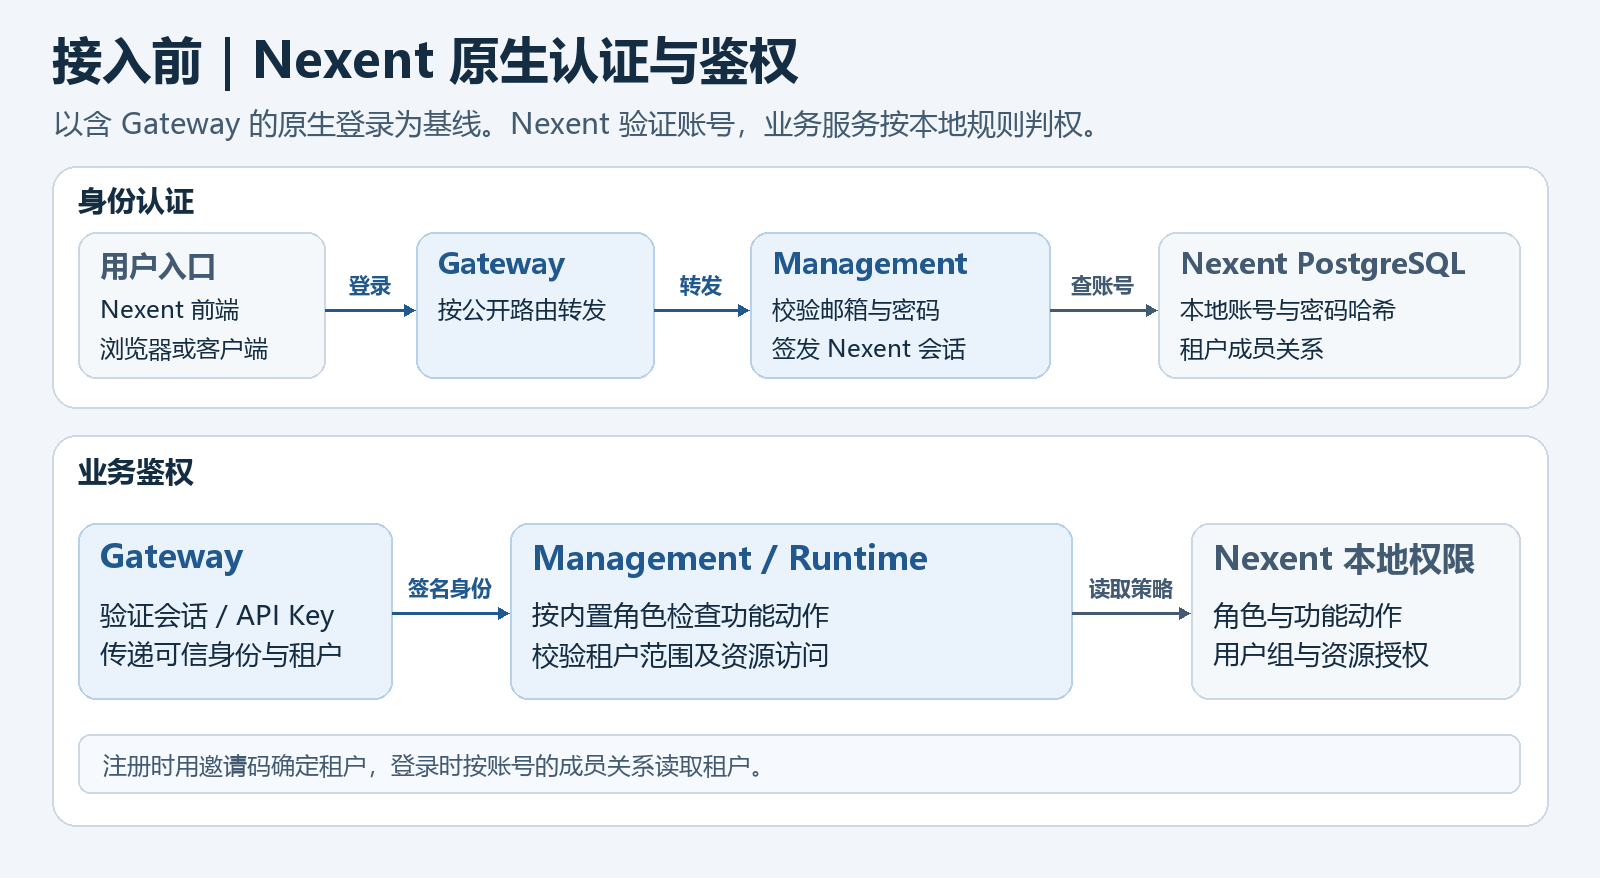 接入前 | Nexent 原生认证与鉴权
以含 Gateway 的原生登录为基线。Nexent 验证账号，业务服务按本地规则判权。
身份认证
用户入口
Nexent 前端
浏览器或客户端
登录
Gateway
按公开路由转发
转发
Management
校验邮箱与密码
签发 Nexent 会话
查账号
Nexent PostgreSQL
本地账号与密码哈希
租户成员关系
业务鉴权
Gateway
验证会话 / API Key
传递可信身份与租户
签名身份
Management / Runtime
按内置角色检查功能动作
校验租户范围及资源访问
读取策略
Nexent 本地权限
角色与功能动作
用户组与资源授权
注册时用邀请码确定租户，登录时按账号的成员关系读取租户。